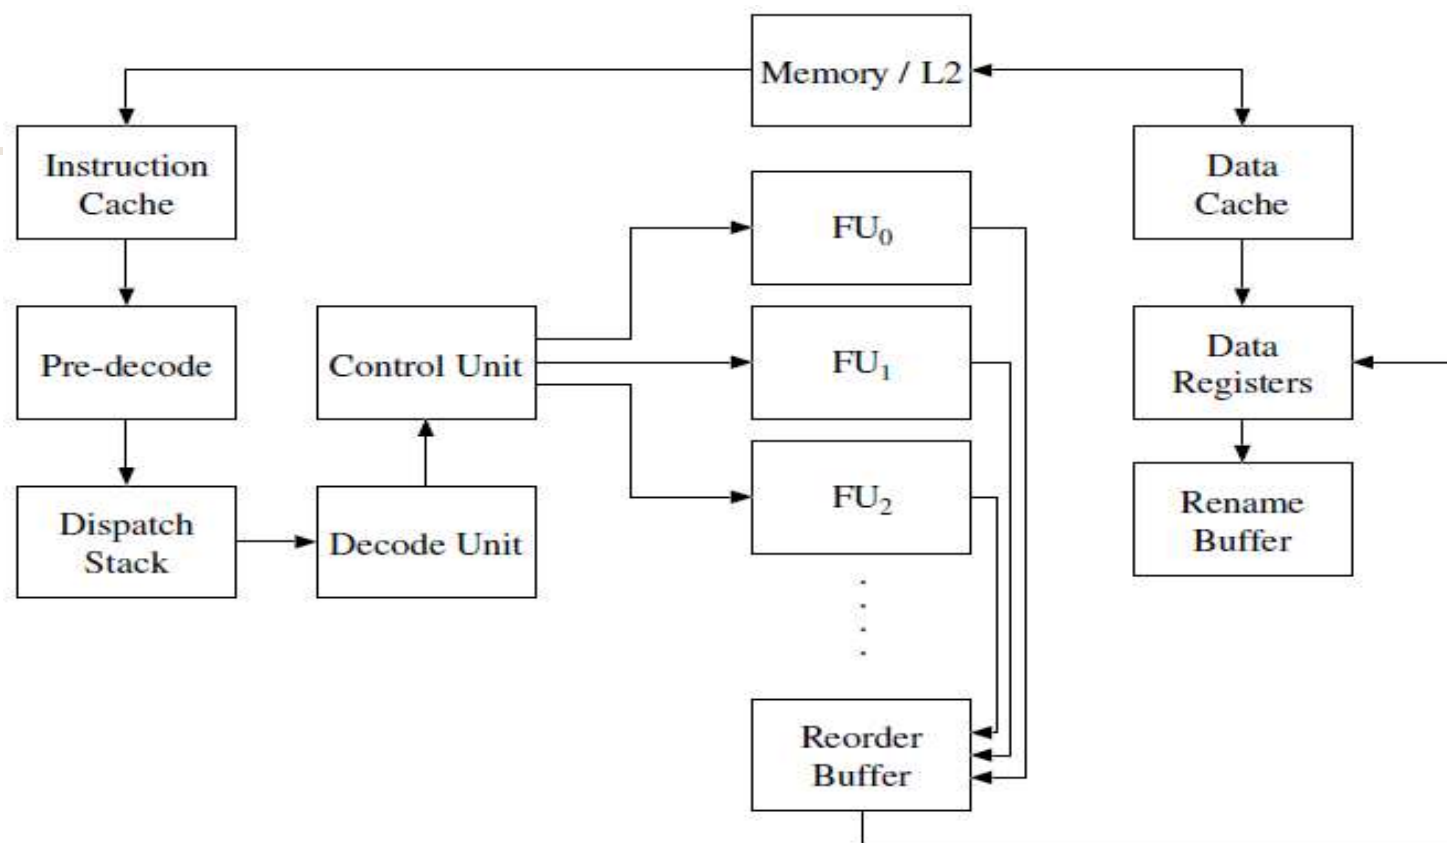 Memory / L2
Instruction
Cache
Data
Cache
FU₀
Pre-decode
Control Unit
FU₁
Data
Registers
Dispatch
Stack
Decode Unit
FU₂
Rename
Buffer
Reorder
Buffer